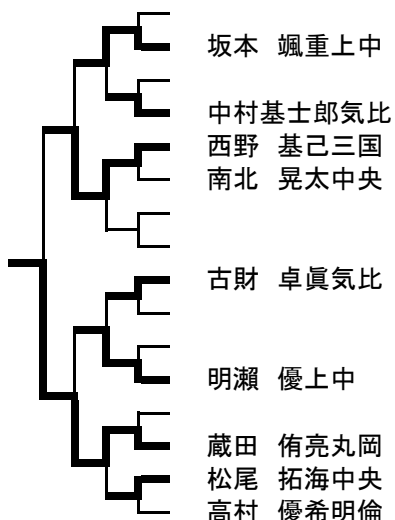 坂本 颯重上中
中村基士郎気比
西野 基己三国
南北 晃太中央
古財 卓眞気比
明瀬 優上中
蔵田 侑亮丸岡
松尾 拓海中央
高村 優希明倫